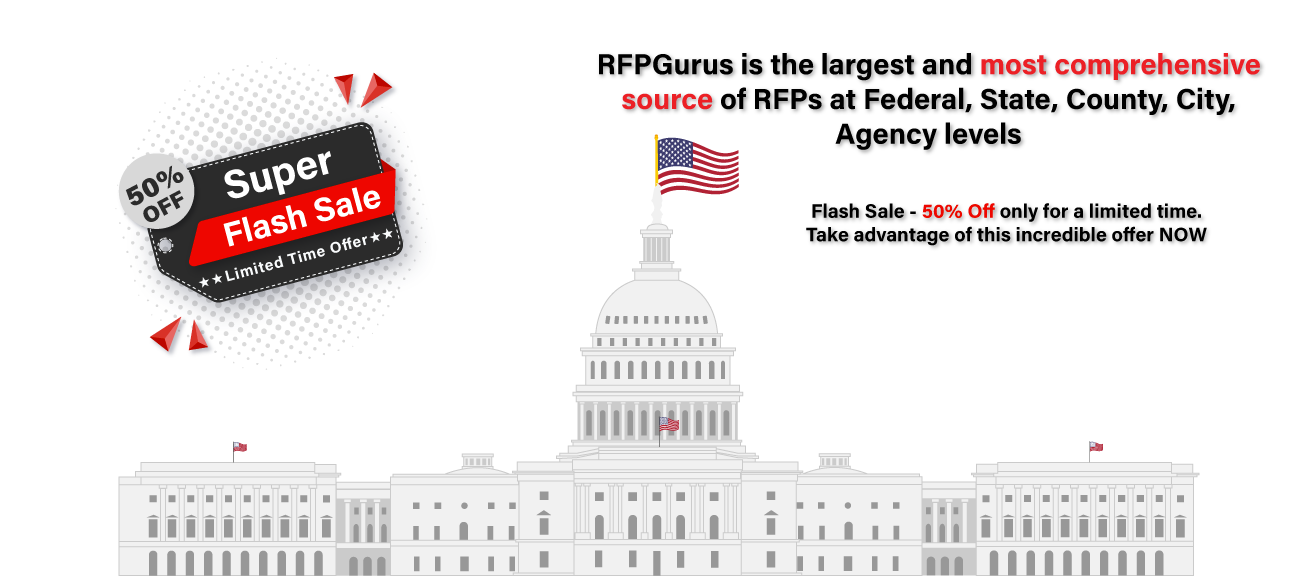 50%
OFF
Super
Flash Sale
★★Limited Time Offer★★
RFPGurus is the largest and most comprehensive
source of RFPs at Federal, State, County, City,
Agency levels
Flash Sale - 50% Off only for a limited time.
Take advantage of this incredible offer NOW